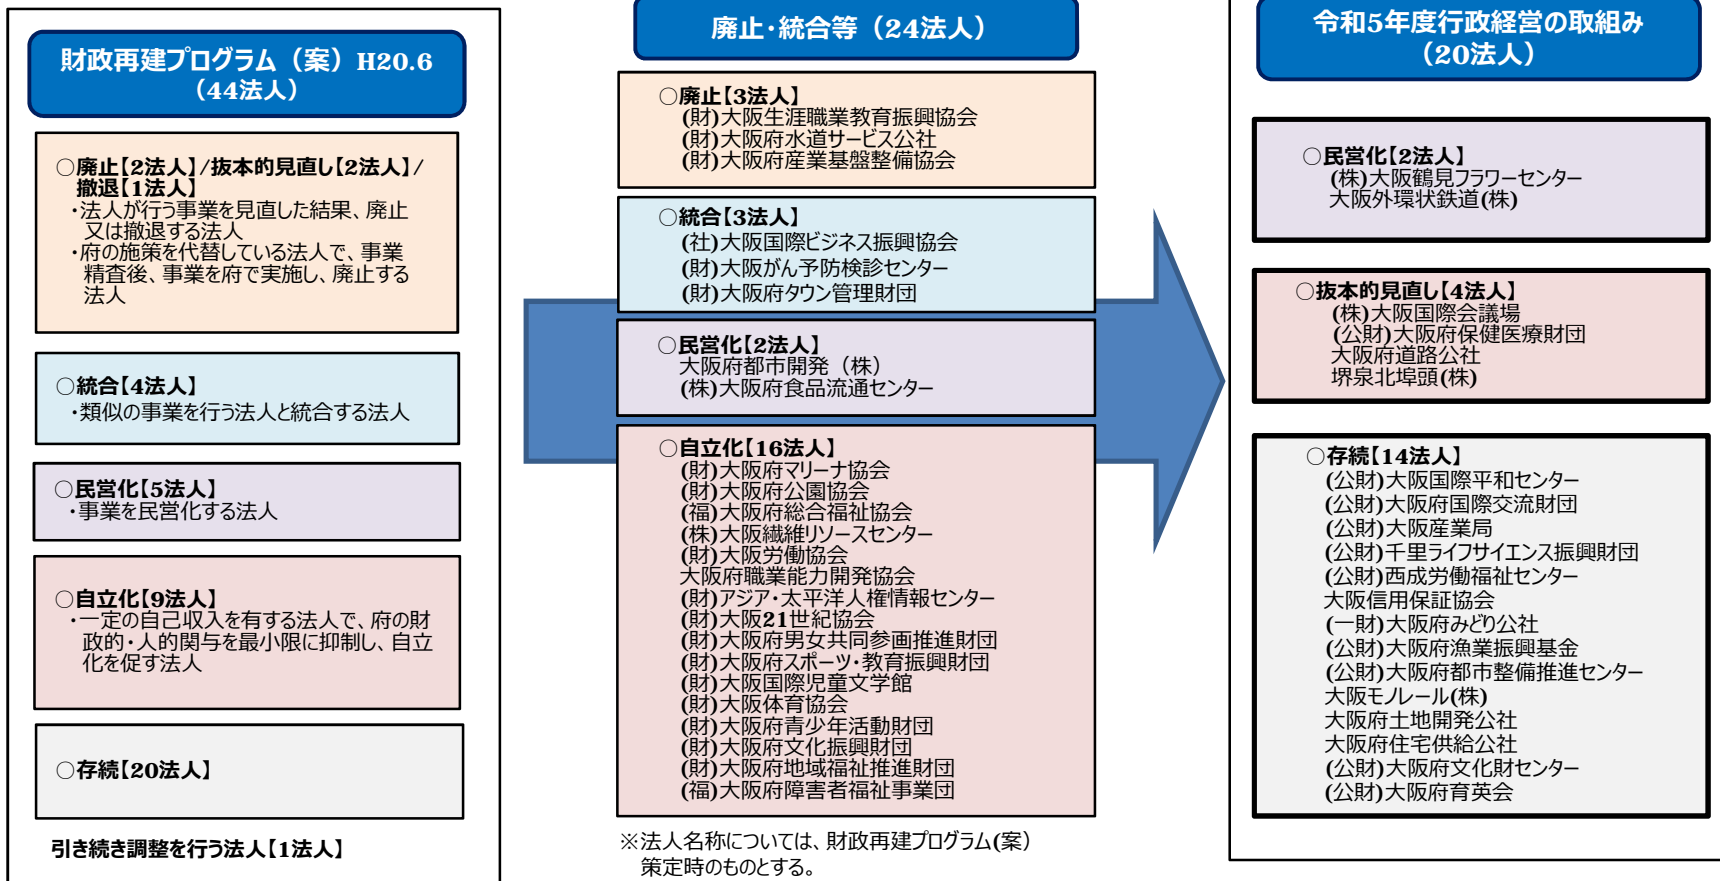 財政再建プログラム（案）H20.6
（44法人）
○廃止【2法人】/抜本的見直し【2法人】/
撤退【1法人】
・法人が行う事業を見直した結果、廃止
又は撤退する法人
・府の施策を代替している法人で、事業
精査後、事業を府で実施し、廃止する
法人
○統合【4法人】
・類似の事業を行う法人と統合する法人
○民営化【5法人】
・事業を民営化する法人
○自立化【9法人】
・一定の自己収入を有する法人で、府の財
政的・人的関与を最小限に抑制し、自立
化を促す法人
○存続【20法人】
引き続き調整を行う法人【1法人】
廃止・統合等（24法人）
○廃止【3法人】
(財)大阪生涯職業教育振興協会
(財)大阪府水道サービス公社
(財)大阪府産業基盤整備協会
○統合【3法人】
(社)大阪国際ビジネス振興協会
(財)大阪がん予防検診センター
(財)大阪府タウン管理財団
○民営化【2法人】
大阪府都市開発（株）
(株)大阪府食品流通センター
○自立化【16法人】
(財)大阪府マリーナ協会
(財)大阪府公園協会
(福)大阪府総合福祉協会
(株)大阪繊維リソースセンター
(財)大阪労働協会
大阪府職業能力開発協会
(財)アジア・太平洋人権情報センター
(財)大阪21世紀協会
(財)大阪府男女共同参画推進財団
(財)大阪府スポーツ・教育振興財団
(財)大阪国際児童文学館
(財)大阪体育協会
(財)大阪府青少年活動財団
(財)大阪府文化振興財団
(財)大阪府地域福祉推進財団
(福)大阪府障害者福祉事業団
※法人名称については、財政再建プログラム(案)
策定時のものとする。
令和5年度行政経営の取組み
（20法人）
○民営化【2法人】
(株)大阪鶴見フラワーセンター
大阪外環状鉄道(株)
○抜本的見直し【4法人】
(株)大阪国際会議場
(公財)大阪府保健医療財団
大阪府道路公社
堺泉北埠頭(株)
○存続【14法人】
(公財)大阪国際平和センター
(公財)大阪府国際交流財団
(公財)大阪産業局
(公財)千里ライフサイエンス振興財団
(公財)西成労働福祉センター
大阪信用保証協会
(一財)大阪府みどり公社
(公財)大阪府漁業振興基金
(公財)大阪府都市整備推進センター
大阪モノレール(株)
大阪府土地開発公社
大阪府住宅供給公社
(公財)大阪府文化財センター
(公財)大阪府育英会